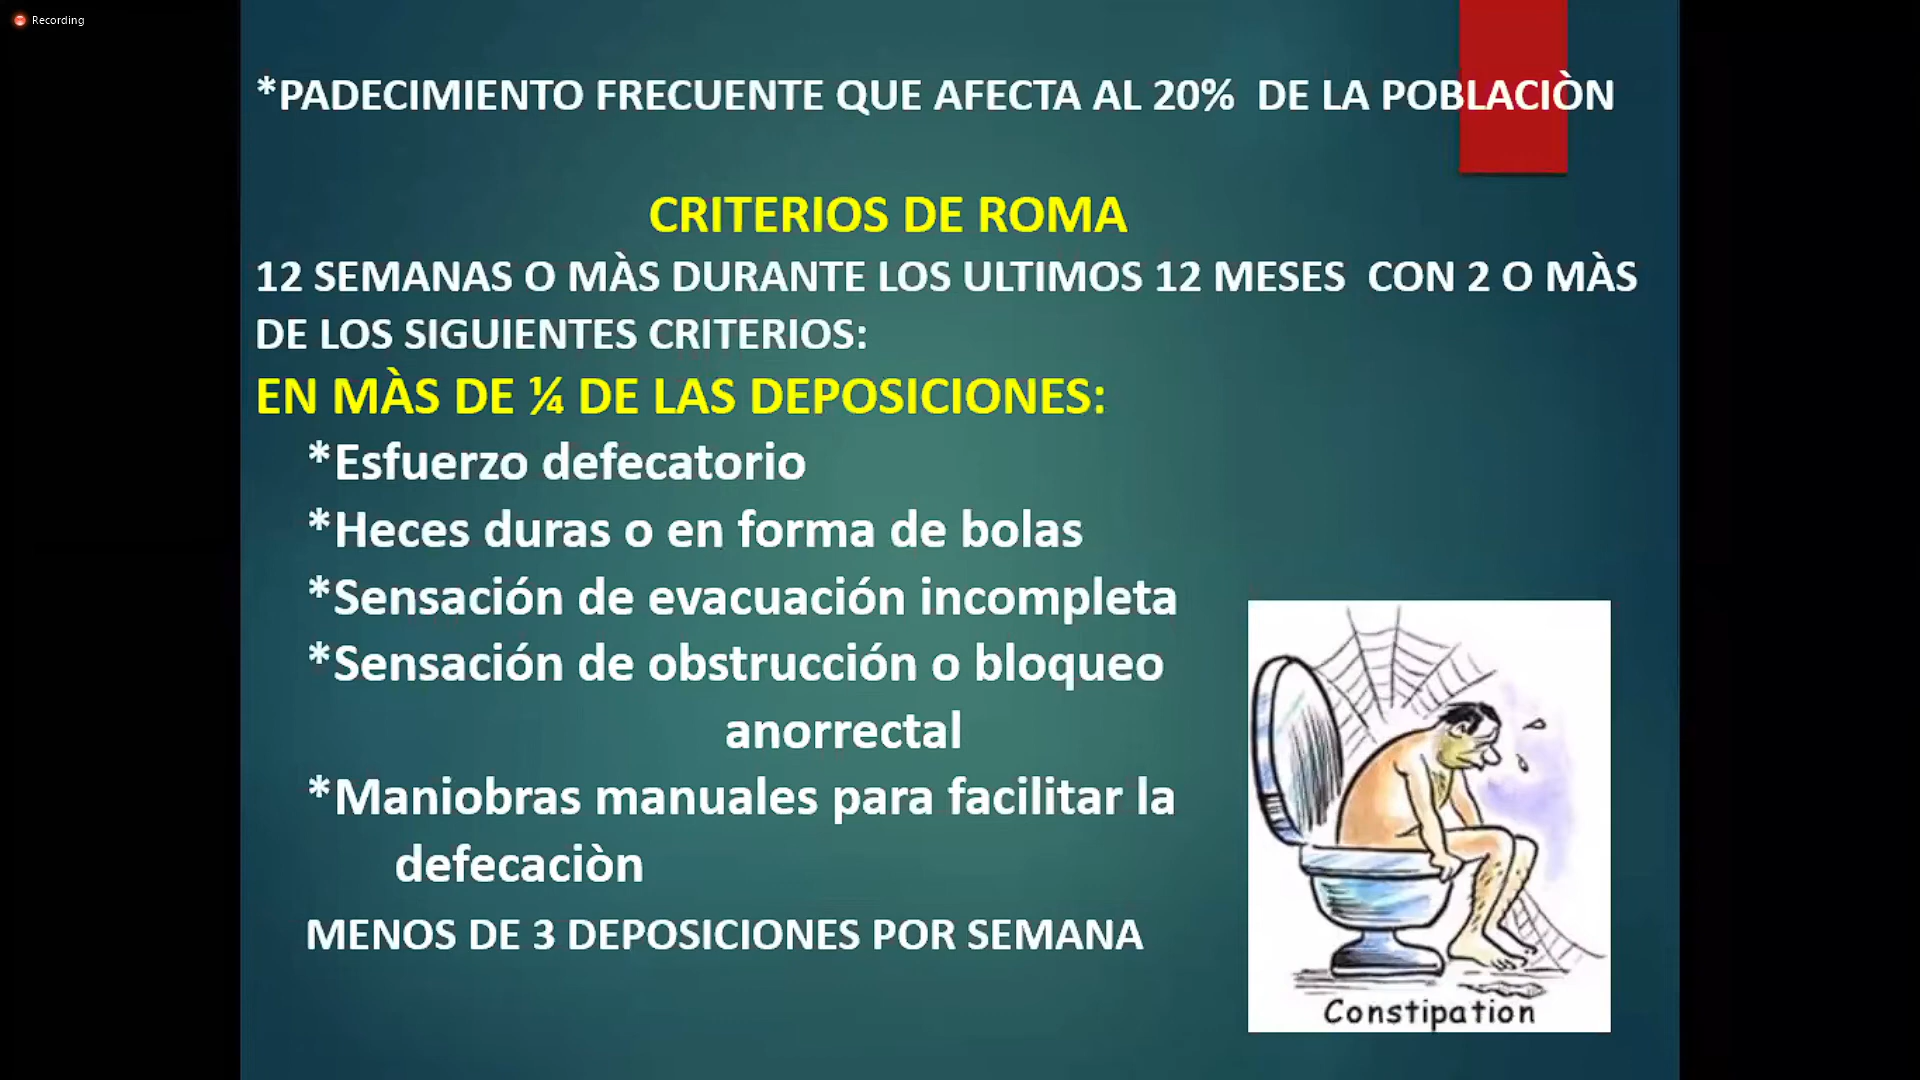 Recording
*PADECIMIENTO FRECUENTE QUE AFECTA AL 20% DE LA POBLACIÒN
CRITERIOS DE ROMA
12 SEMANAS O MÀS DURANTE LOS ULTIMOS 12 MESES CON 2 O MÀS
DE LOS SIGUIENTES CRITERIOS:
EN MÀS DE ¼ DE LAS DEPOSICIONES:
*Esfuerzo defecatorio
*Heces duras o en forma de bolas
*Sensación de evacuación incompleta
*Sensación de obstrucción o bloqueo
anorrectal
*Maniobras manuales para facilitar la
defecaciòn
MENOS DE 3 DEPOSICIONES POR SEMANA
Constipation